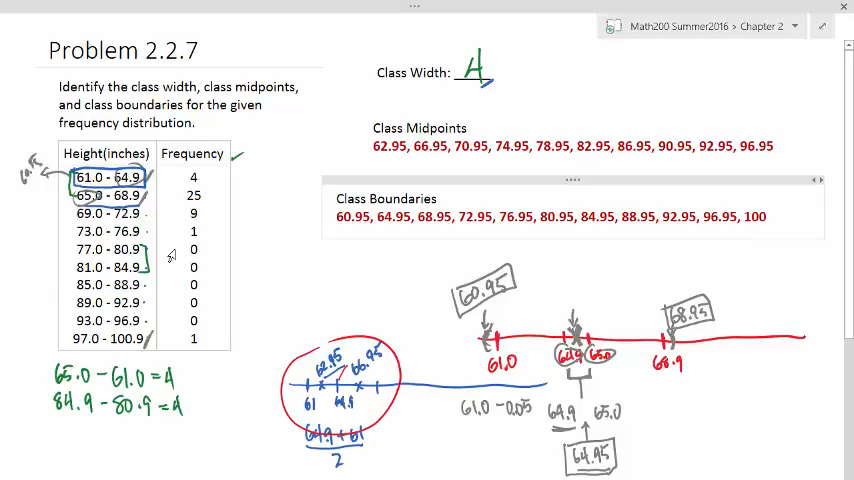 Math200 Summer2016 > Chapter 2
Problem 2.2.7
Identify the class width, class midpoints,
and class boundaries for the given
frequency distribution.
Height(inches) Frequency
61.0 - 64.9 4
65.0 - 68.9 25
69.0 - 72.9 9
73.0 - 76.9 1
77.0 - 80.9 0
81.0 - 84.9 0
85.0 - 88.9 0
89.0 - 92.9 0
93.0 - 96.9 0
97.0 - 100.9 1
60.95
65.0 - 61.0 = 4
84.9 - 80.9 = 4
Class Width: 4
Class Midpoints
62.95, 66.95, 70.95, 74.95, 78.95, 82.95, 86.95, 90.95, 92.95, 96.95
Class Boundaries
60.95, 64.95, 68.95, 72.95, 76.95, 80.95, 84.95, 88.95, 92.95, 96.95, 100
60.95 68.95
61.0 64.9 65.0 68.9
62.95 66.95
61 64.9
64.9 + 61
2
61.0 - 0.05
64.9 65.0
64.95